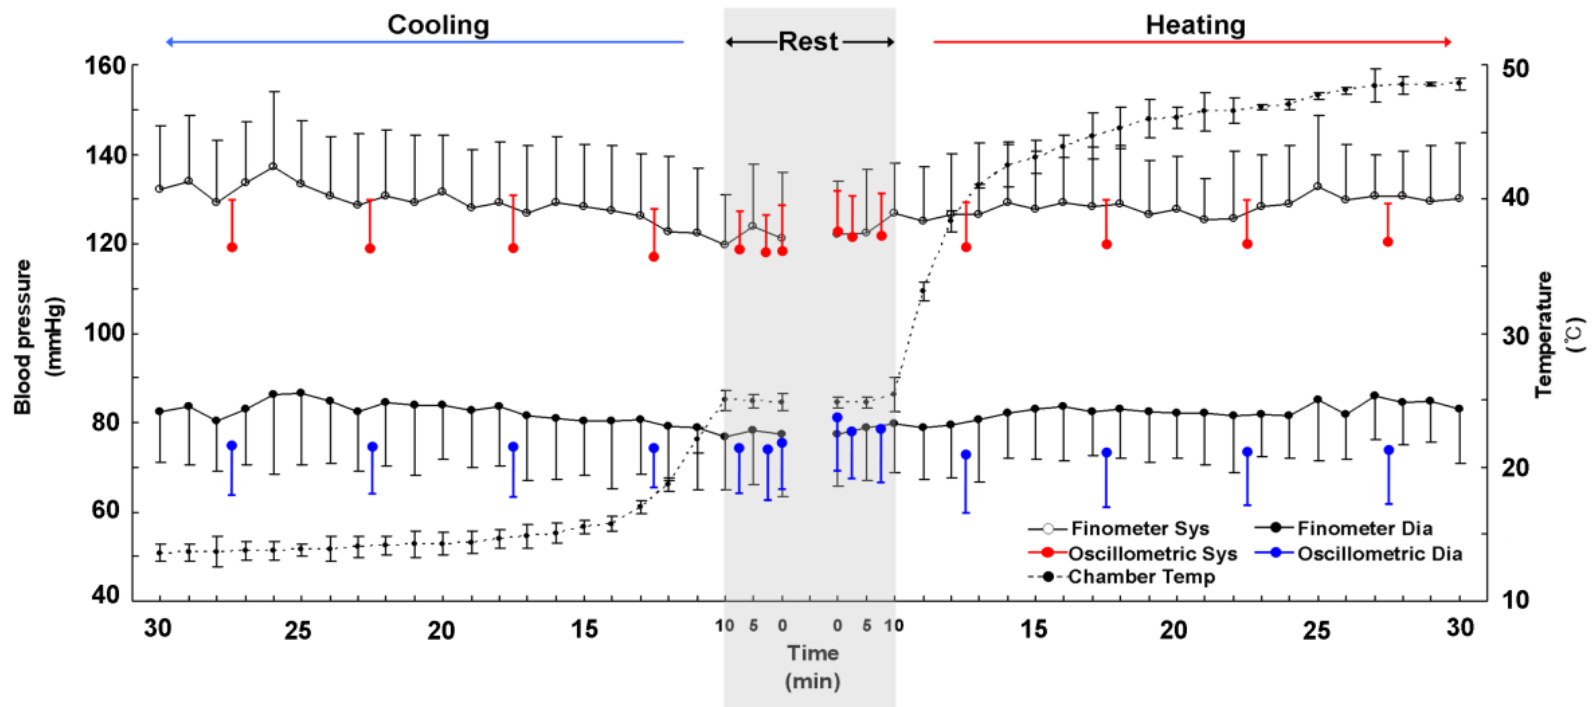 Cooling
Rest
Heating
160
140
120
100
80
60
40
Blood pressure
(mmHg)
50
40
30
20
10
Temperature
(℃)
Finometer Sys
Finometer Dia
Oscillometric Sys
Oscillometric Dia
Chamber Temp
30 25 20 15 10 5 0 0 5 10 15 20 25 30
Time
(min)